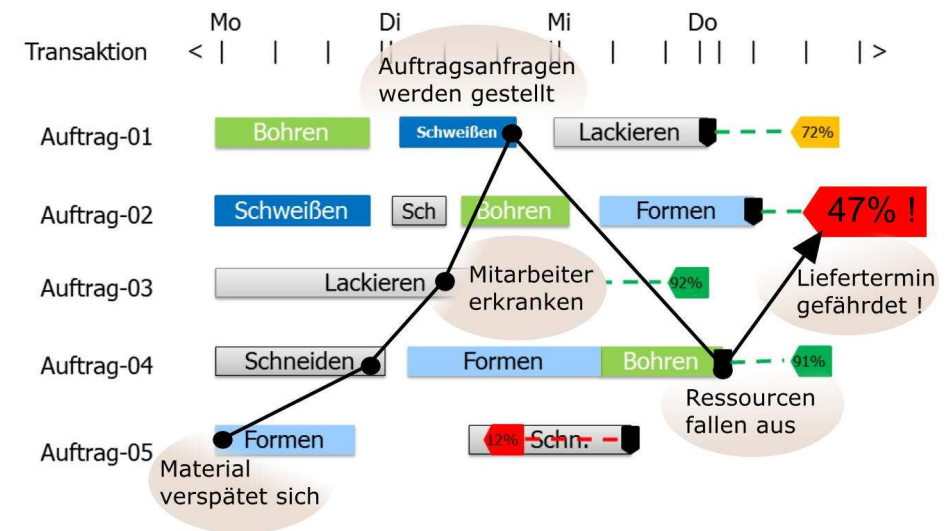 Mo Di Mi Do
Transaktion < | | | | | | | | | | | | | >
Auftragsanfragen
werden gestellt
Auftrag-01 Bohren Schweißen Lackieren 72%
Auftrag-02 Schweißen Sch Bohren Formen 47% !
Auftrag-03 Lackieren 92%
Mitarbeiter
erkranken
Liefertermin
gefährdet !
Auftrag-04 Schneiden Formen Bohren 91%
Ressourcen
fallen aus
Auftrag-05 Formen 12% Schn.
Material
verspätet sich